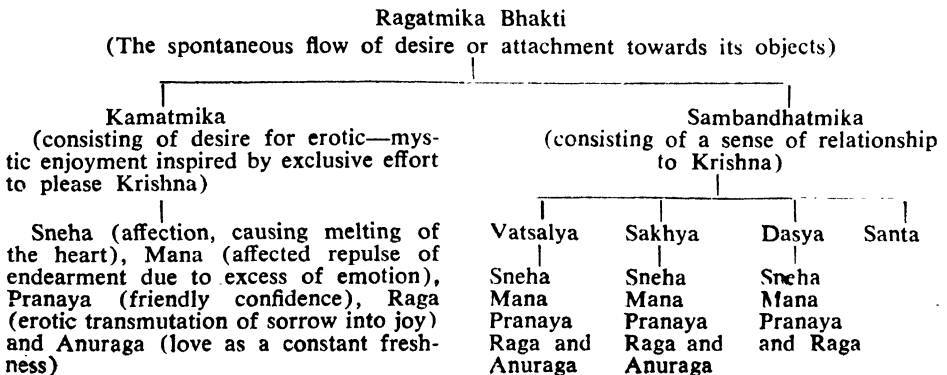 Ragatmika Bhakti
(The spontaneous flow of desire or attachment towards its objects)
Kamatmika
(consisting of desire for erotic—mys-
tic enjoyment inspired by exclusive effort
to please Krishna)
Sneha (affection, causing melting of
the heart), Mana (affected repulse of
endearment due to excess of emotion),
Pranaya (friendly confidence), Raga
(erotic transmutation of sorrow into joy)
and Anuraga (love as a constant fresh-
ness)
Sambandhatmika
(consisting of a sense of relationship
to Krishna)
Vatsalya
Sneha
Mana
Pranaya
Raga and
Anuraga
Sakhya
Sneha
Mana
Pranaya
Raga and
Anuraga
Dasya
Sneha
Mana
Pranaya
and Raga
Santa